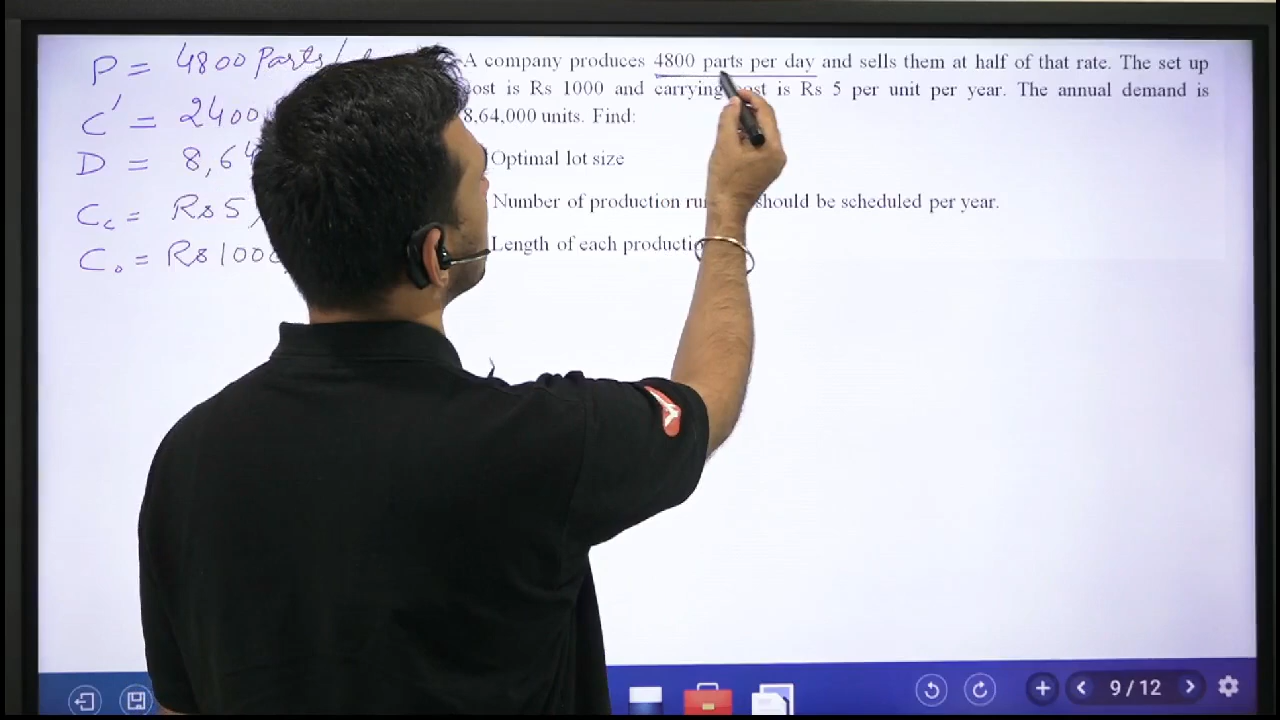 P = 4800 Parts/
C' = 2400
D = 8,64
Cc = Rs 5/
C₀ = Rs 1000
A company produces 4800 parts per day and sells them at half of that rate. The set up
cost is Rs 1000 and carrying cost is Rs 5 per unit per year. The annual demand is
8,64,000 units. Find:
Optimal lot size
Number of production should be scheduled per year.
Length of each
9 / 12